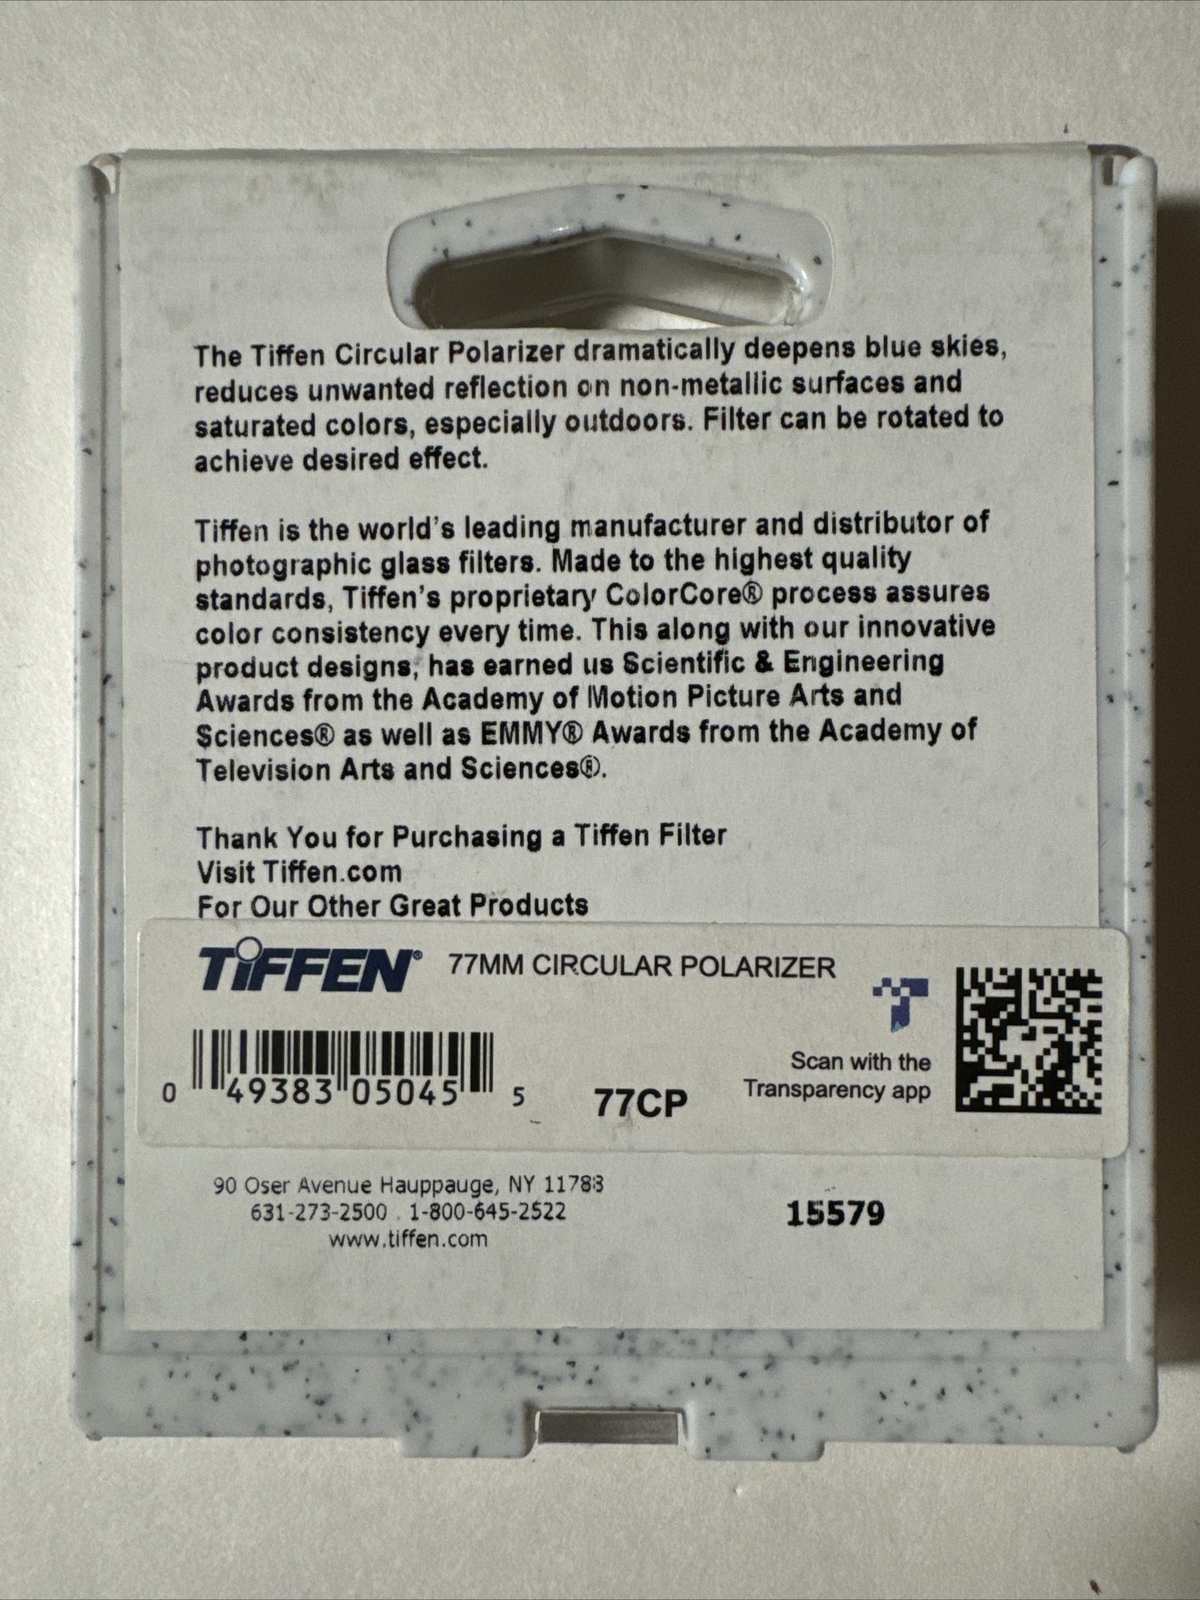 The Tiffen Circular Polarizer dramatically deepens blue skies,
reduces unwanted reflection on non-metallic surfaces and
saturated colors, especially outdoors. Filter can be rotated to
achieve desired effect.
Tiffen is the world's leading manufacturer and distributor of
photographic glass filters. Made to the highest quality
standards, Tiffen's proprietary ColorCore® process assures
color consistency every time. This along with our innovative
product designs, has earned us Scientific & Engineering
Awards from the Academy of Motion Picture Arts and
Sciences® as well as EMMY® Awards from the Academy of
Television Arts and Sciences®.
Thank You for Purchasing a Tiffen Filter
Visit Tiffen.com
For Our Other Great Products
TIFFEN® 77MM CIRCULAR POLARIZER
0 49383 05045 5
77CP
Scan with the
Transparency app
90 Oser Avenue Hauppauge, NY 11788
631-273-2500 . 1-800-645-2522
www.tiffen.com
15579